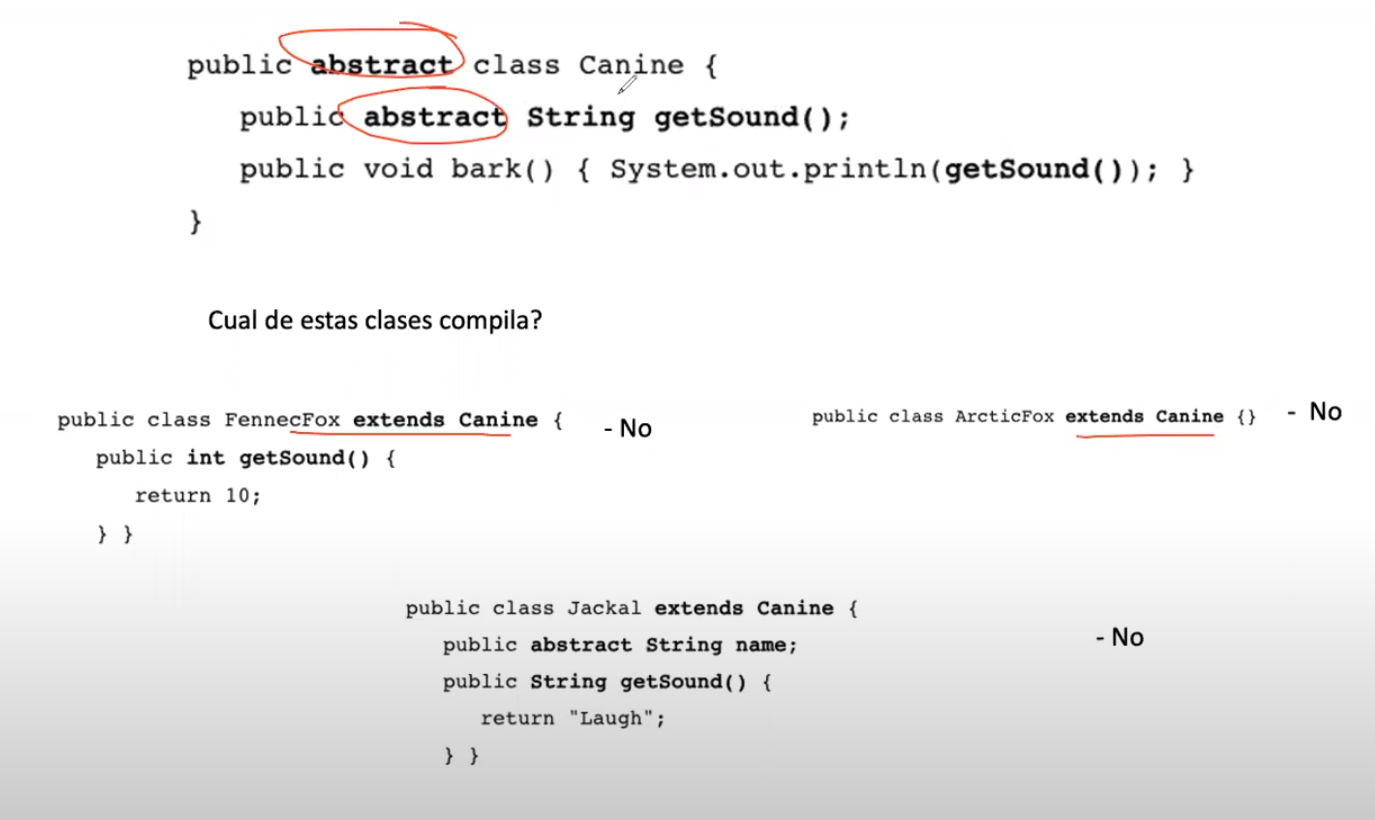 public abstract class Canine {
public abstract String getSound();
public void bark() { System.out.println(getSound()); }
}
Cual de estas clases compila?
public class FennecFox extends Canine {
- No
public int getSound() {
return 10;
} }
public class ArcticFox extends Canine {}
- No
public class Jackal extends Canine {
public abstract String name;
- No
public String getSound() {
return "Laugh";
} }